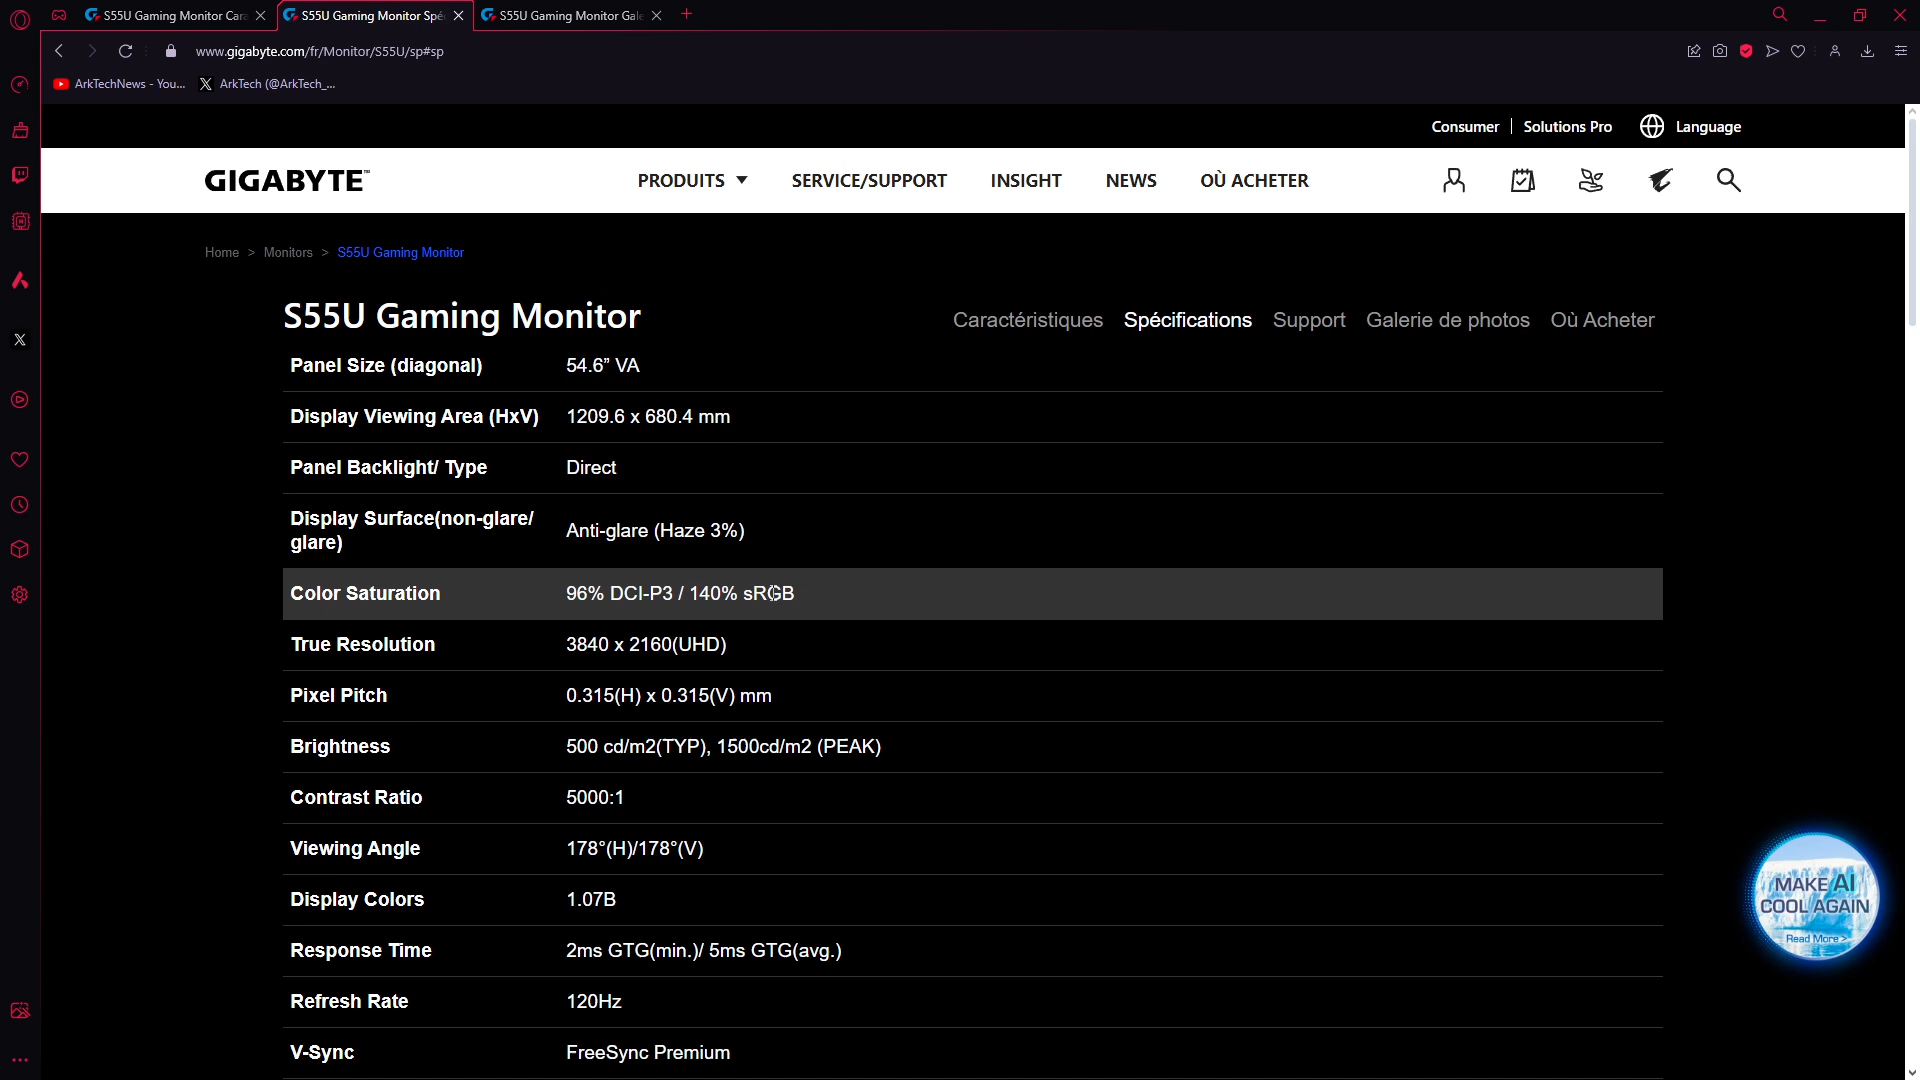 S55U Gaming Monitor Cara
S55U Gaming Monitor Spé
S55U Gaming Monitor Gal
www.gigabyte.com/fr/Monitor/S55U/sp#sp
ArkTechNews - You...
ArkTech (@ArkTech_...
Consumer
Solutions Pro
Language
GIGABYTE™
PRODUITS
SERVICE/SUPPORT
INSIGHT
NEWS
OÙ ACHETER
Home > Monitors > S55U Gaming Monitor
S55U Gaming Monitor
Caractéristiques
Spécifications
Support
Galerie de photos
Où Acheter
Panel Size (diagonal) 54.6” VA
Display Viewing Area (HxV) 1209.6 x 680.4 mm
Panel Backlight/ Type Direct
Display Surface(non-glare/
glare)
Anti-glare (Haze 3%)
Color Saturation 96% DCI-P3 / 140% sRGB
True Resolution 3840 x 2160(UHD)
Pixel Pitch 0.315(H) x 0.315(V) mm
Brightness 500 cd/m2(TYP), 1500cd/m2 (PEAK)
Contrast Ratio 5000:1
Viewing Angle 178°(H)/178°(V)
Display Colors 1.07B
Response Time 2ms GTG(min.)/ 5ms GTG(avg.)
Refresh Rate 120Hz
V-Sync FreeSync Premium
MAKE AI
COOL AGAIN
Read More >